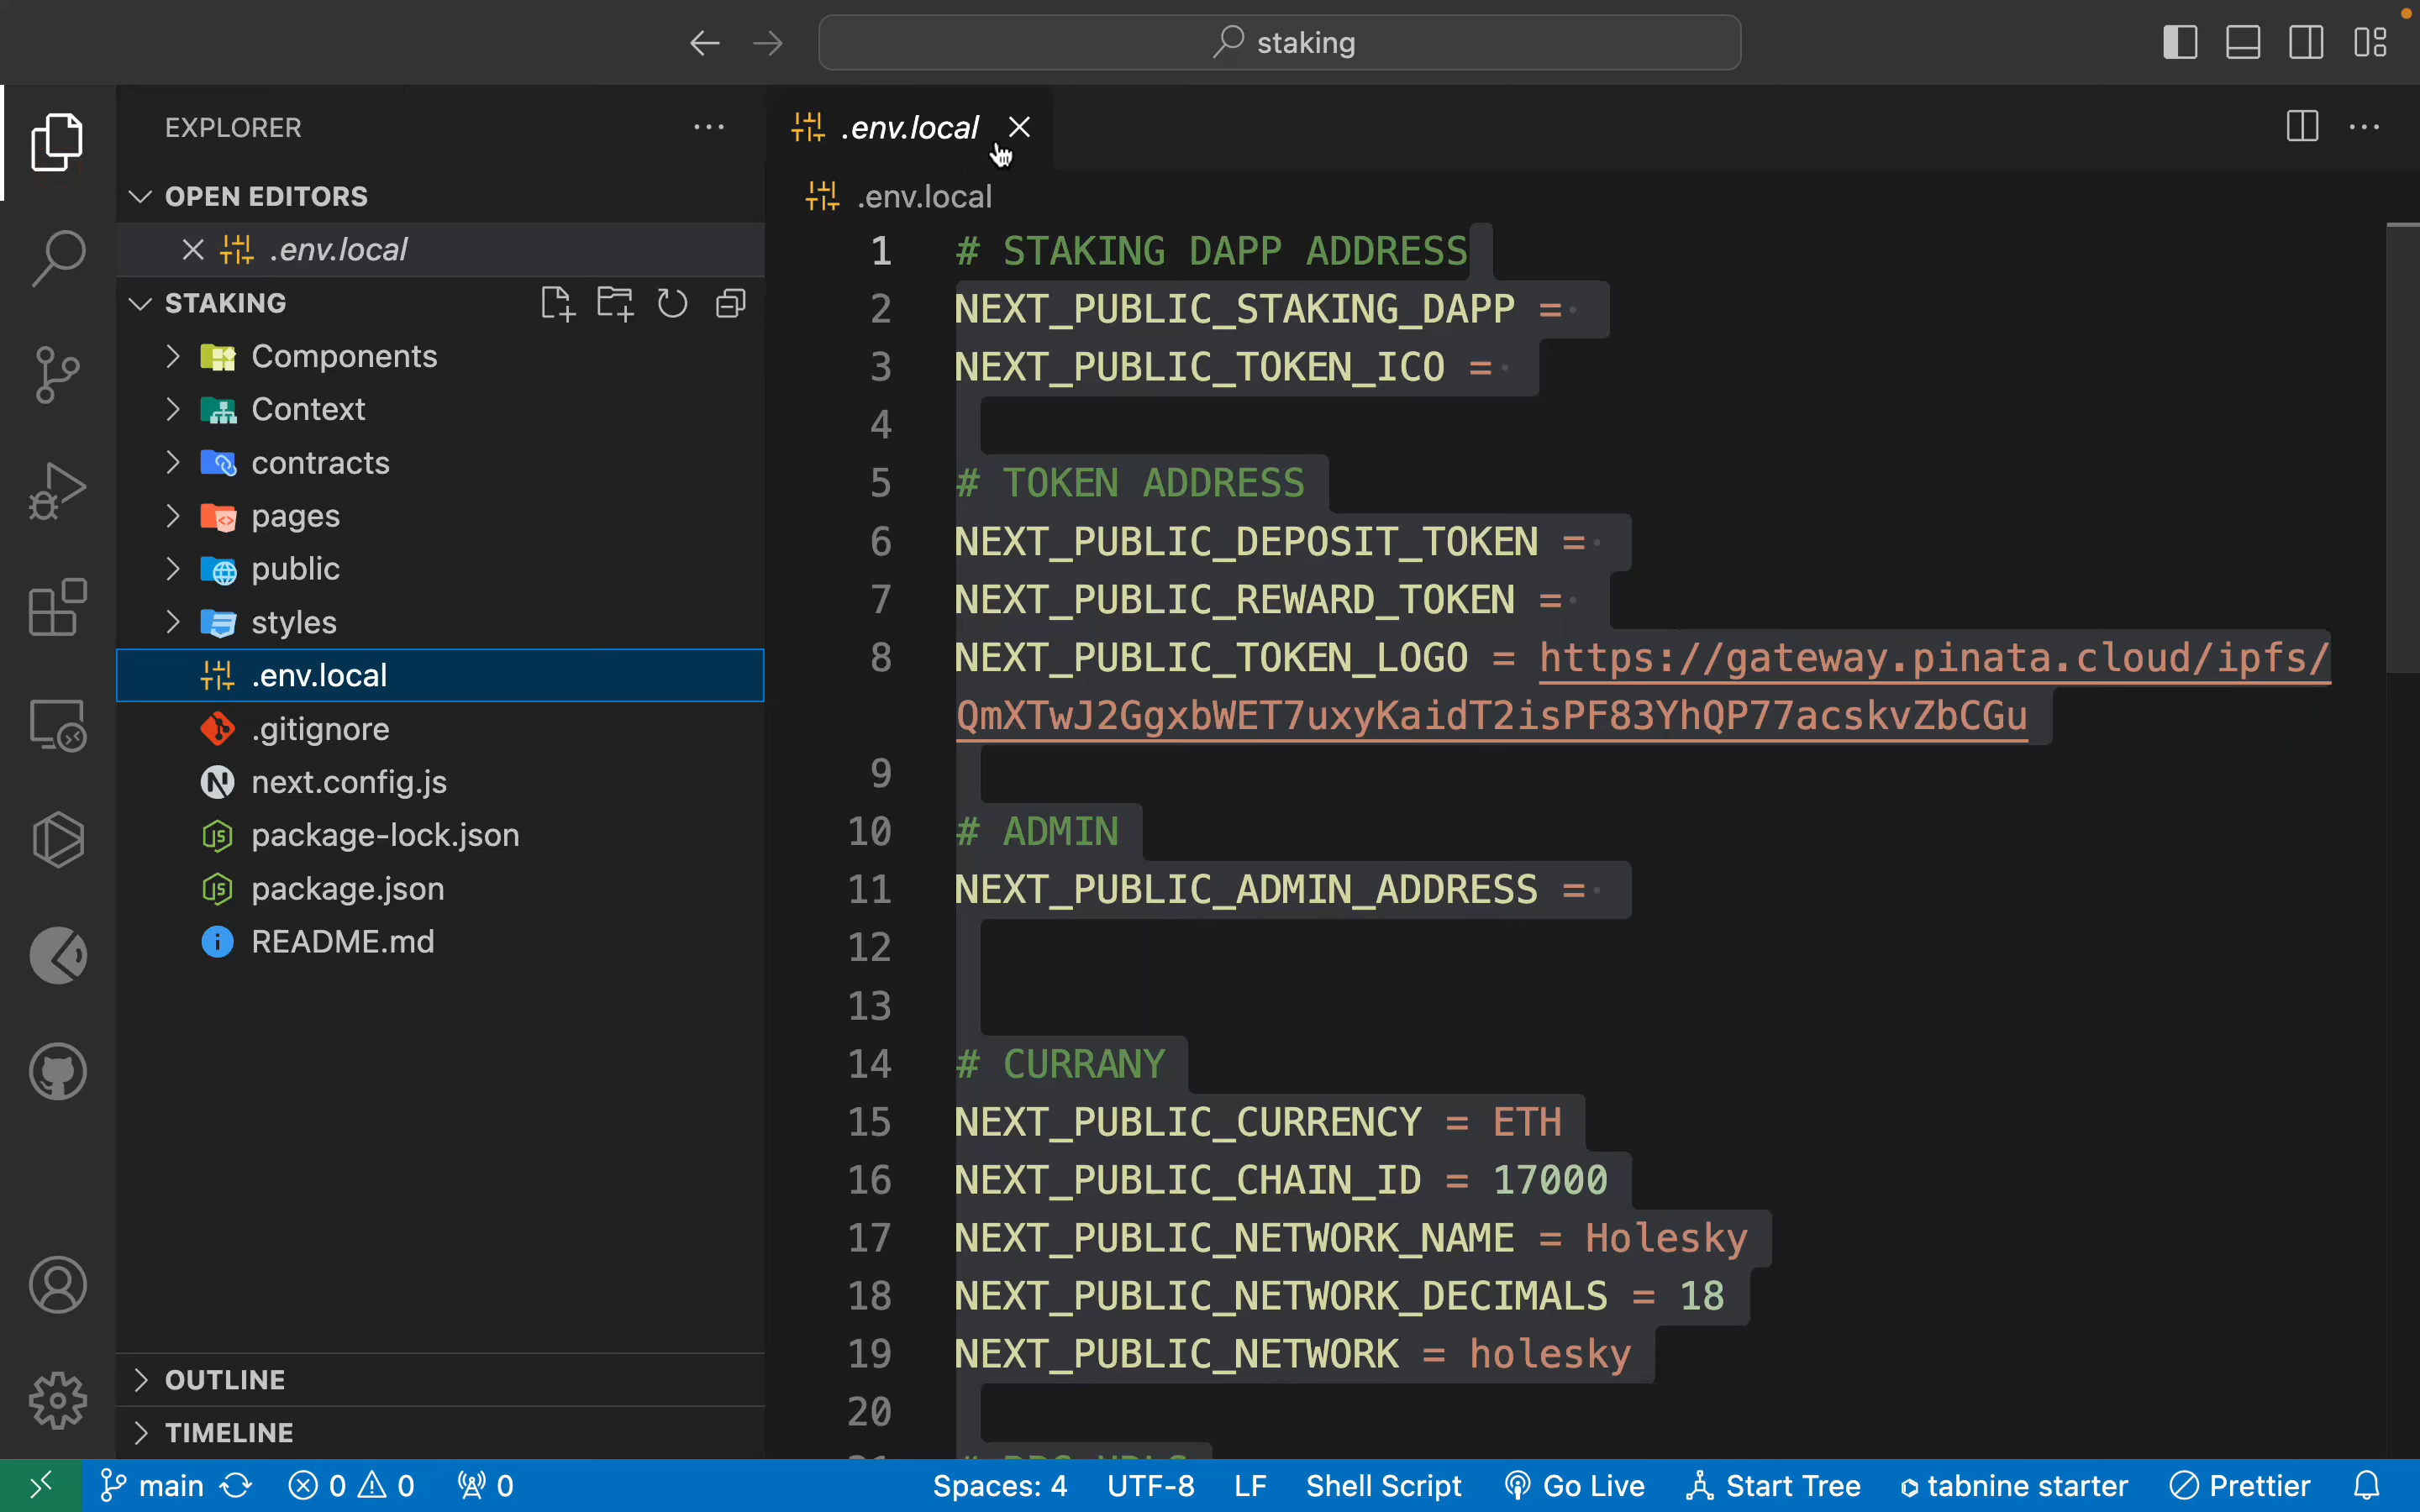 staking
EXPLORER
OPEN EDITORS
.env.local
STAKING
Components
Context
contracts
pages
public
styles
.env.local
.gitignore
next.config.js
package-lock.json
package.json
README.md
OUTLINE
TIMELINE
.env.local
.env.local
1 # STAKING DAPP ADDRESS
2 NEXT_PUBLIC_STAKING_DAPP =
3 NEXT_PUBLIC_TOKEN_ICO =
4
5 # TOKEN ADDRESS
6 NEXT_PUBLIC_DEPOSIT_TOKEN =
7 NEXT_PUBLIC_REWARD_TOKEN =
8 NEXT_PUBLIC_TOKEN_LOGO = https://gateway.pinata.cloud/ipfs/
QmXTwJ2GgxbWET7uxyKaidT2isPF83YhQP77acskvZbCGu
9
10 # ADMIN
11 NEXT_PUBLIC_ADMIN_ADDRESS =
12
13
14 # CURRANY
15 NEXT_PUBLIC_CURRENCY = ETH
16 NEXT_PUBLIC_CHAIN_ID = 17000
17 NEXT_PUBLIC_NETWORK_NAME = Holesky
18 NEXT_PUBLIC_NETWORK_DECIMALS = 18
19 NEXT_PUBLIC_NETWORK = holesky
20
main 0 0 0 Spaces: 4 UTF-8 LF Shell Script Go Live Start Tree tabnine starter Prettier